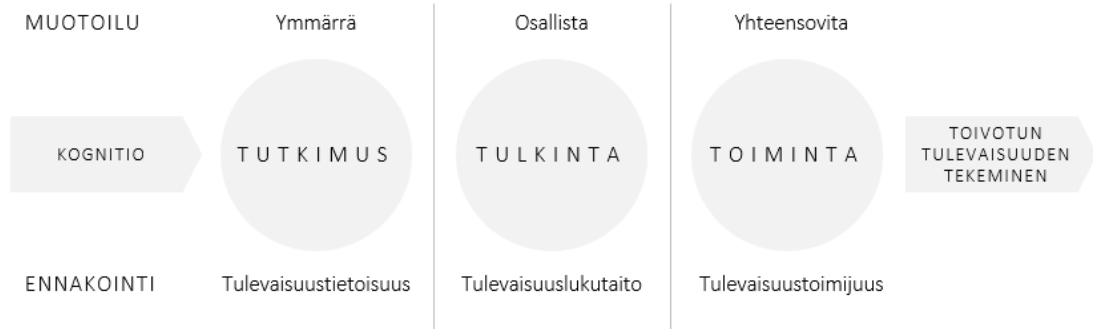 MUOTOILU
Ymmärrä
Osallista
Yhteensovita
KOGNITIO
TUTKIMUS
TULKINTA
TOIMINTA
TOIVOTUN
TULEVAISUUDEN
TEKEMINEN
ENNAKOINTI
Tulevaisuustietoisuus
Tulevaisuuslukutaito
Tulevaisuustoimijuus